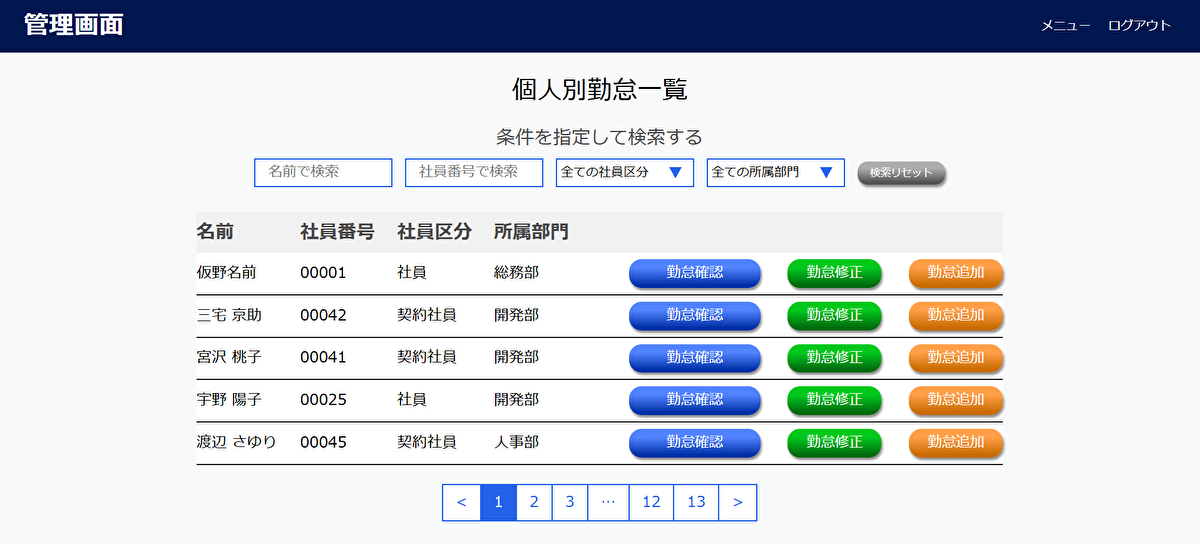 管理画面 メニュー ログアウト
個人別勤怠一覧
条件を指定して検索する
名前で検索 社員番号で検索 全ての社員区分 ▼ 全ての所属部門 ▼ 検索リセット
名前 社員番号 社員区分 所属部門
仮野名前 00001 社員 総務部 勤怠確認 勤怠修正 勤怠追加
三宅 京助 00042 契約社員 開発部 勤怠確認 勤怠修正 勤怠追加
宮沢 桃子 00041 契約社員 開発部 勤怠確認 勤怠修正 勤怠追加
宇野 陽子 00025 社員 開発部 勤怠確認 勤怠修正 勤怠追加
渡辺 さゆり 00045 契約社員 人事部 勤怠確認 勤怠修正 勤怠追加
< 1 2 3 … 12 13 >